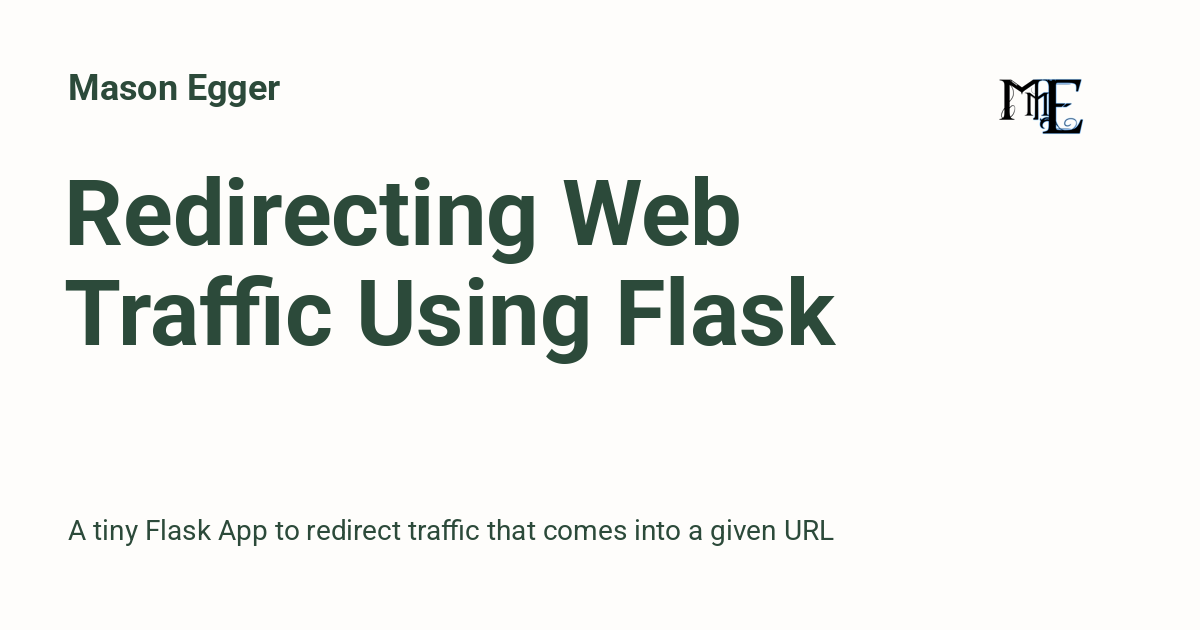 Mason Egger
MME
Redirecting Web
Traffic Using Flask
A tiny Flask App to redirect traffic that comes into a given URL